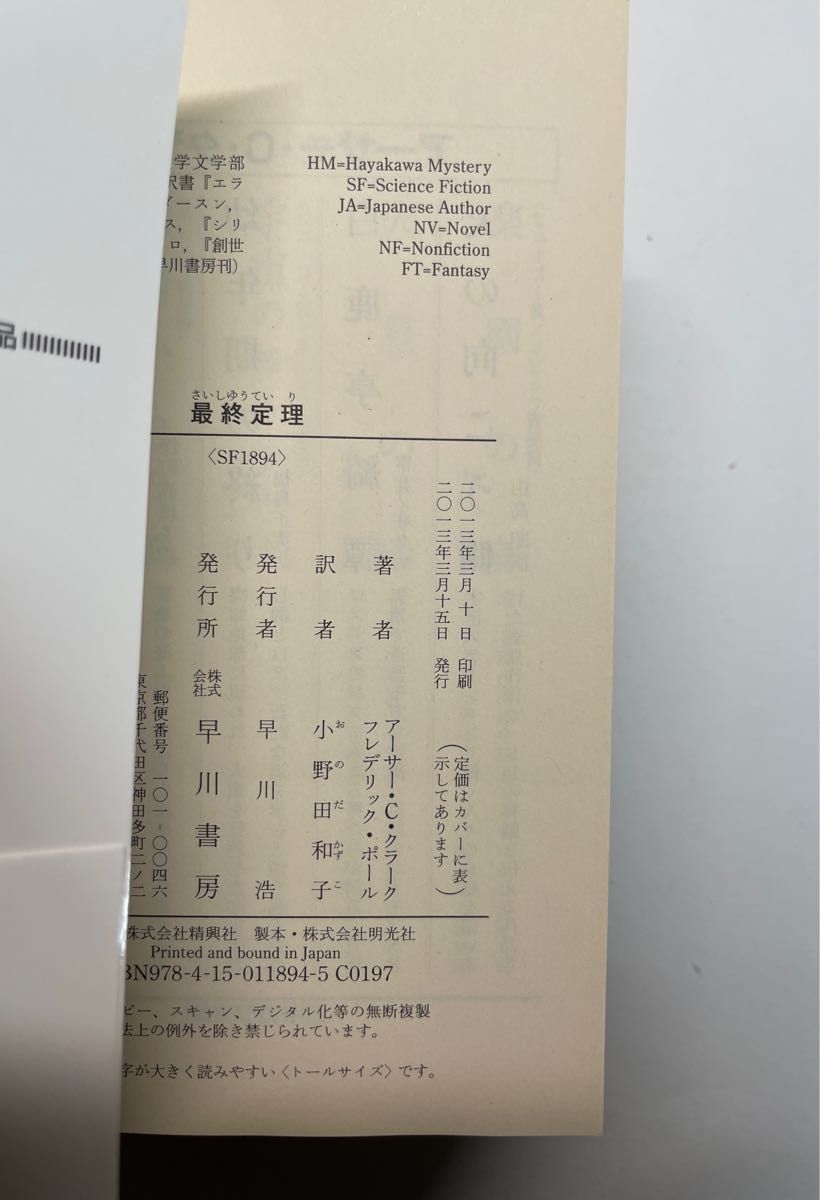 学文学部
訳書『エラ
ダースン,
ス,『シリ
ロ,『創世
早川書房刊)
HM=Hayakawa Mystery
SF=Science Fiction
JA=Japanese Author
NV=Novel
NF=Nonfiction
FT=Fantasy
品
さいしゆうてい り
最終定理
〈SF1894〉
二〇一三年三月 十 日 印刷
二〇一三年三月十五日 発行
(定価はカバーに表
示してあります)
著者 アーサー・C・クラーク
フレデリック・ポール
訳者 小野田和子
お の だ かず こ
発行者 早川 浩
発行所 株式会社 早川書房
郵便番号 一〇一-〇〇四六
東京都千代田区神田多町二ノ二
株式会社精興社 製本・株式会社明光社
Printed and bound in Japan
BN978-4-15-011894-5 C0197
ピー、スキャン、デジタル化等の無断複製
法上の例外を除き禁じられています。
字が大きく読みやすい〈トールサイズ〉です。